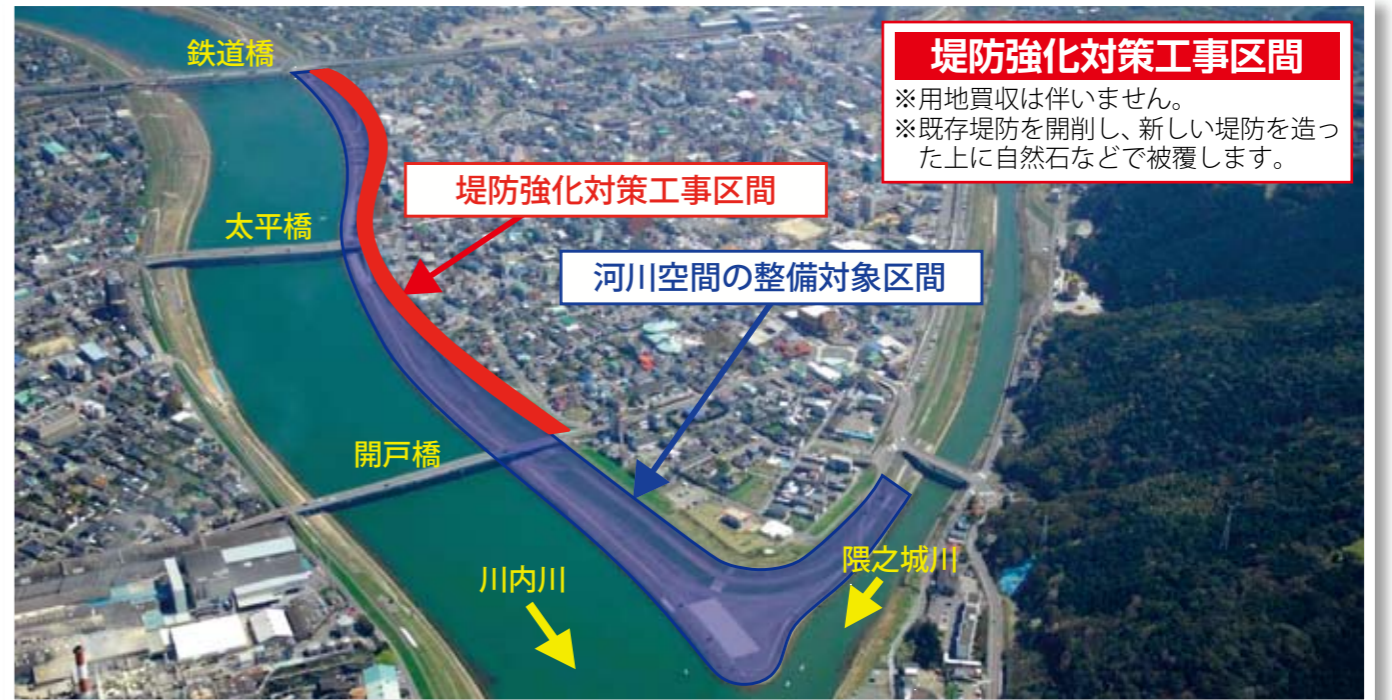 鉄道橋
堤防強化対策工事区間
※用地買収は伴いません。
※既存堤防を開削し、新しい堤防を造っ
た上に自然石などで被覆します。
堤防強化対策工事区間
太平橋
河川空間の整備対象区間
開戸橋
川内川
隈之城川